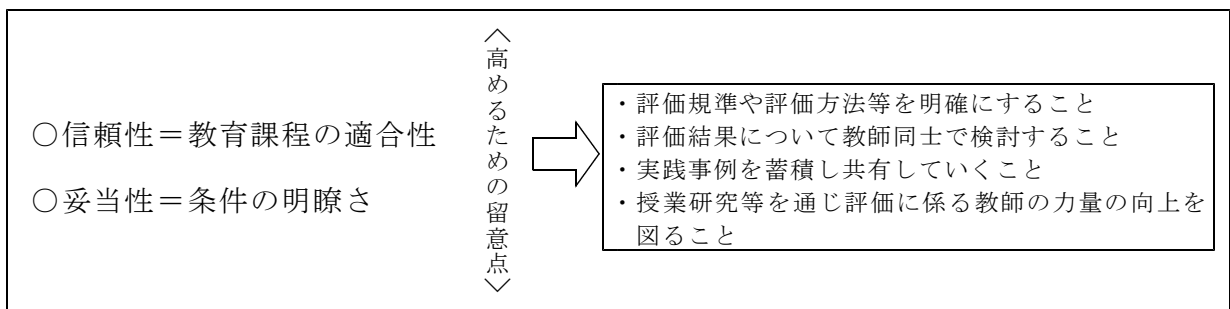 ○信頼性＝教育課程の適合性
○妥当性＝条件の明瞭さ
〈高めるための留意点〉
・評価規準や評価方法等を明確にすること
・評価結果について教師同士で検討すること
・実践事例を蓄積し共有していくこと
・授業研究等を通じ評価に係る教師の力量の向上を
図ること